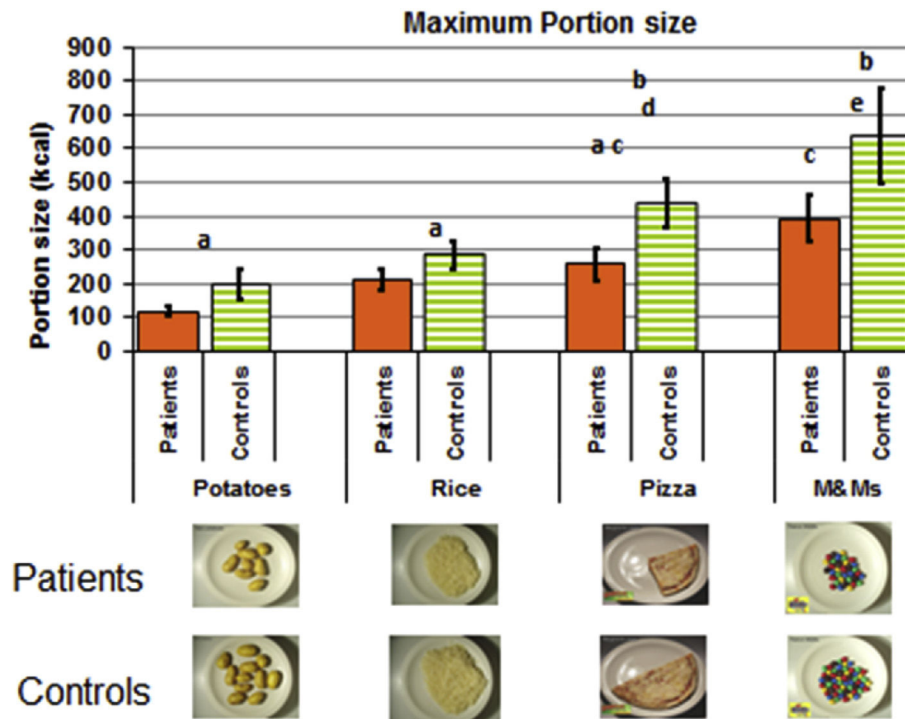 Maximum Portion size
Portion size (kcal)
900
800
700
600
500
400
300
200
100
0
a
a
a c
b
d
c
b
e
Patients
Controls
Patients
Controls
Patients
Controls
Patients
Controls
Potatoes
Rice
Pizza
M&Ms
Patients
Controls